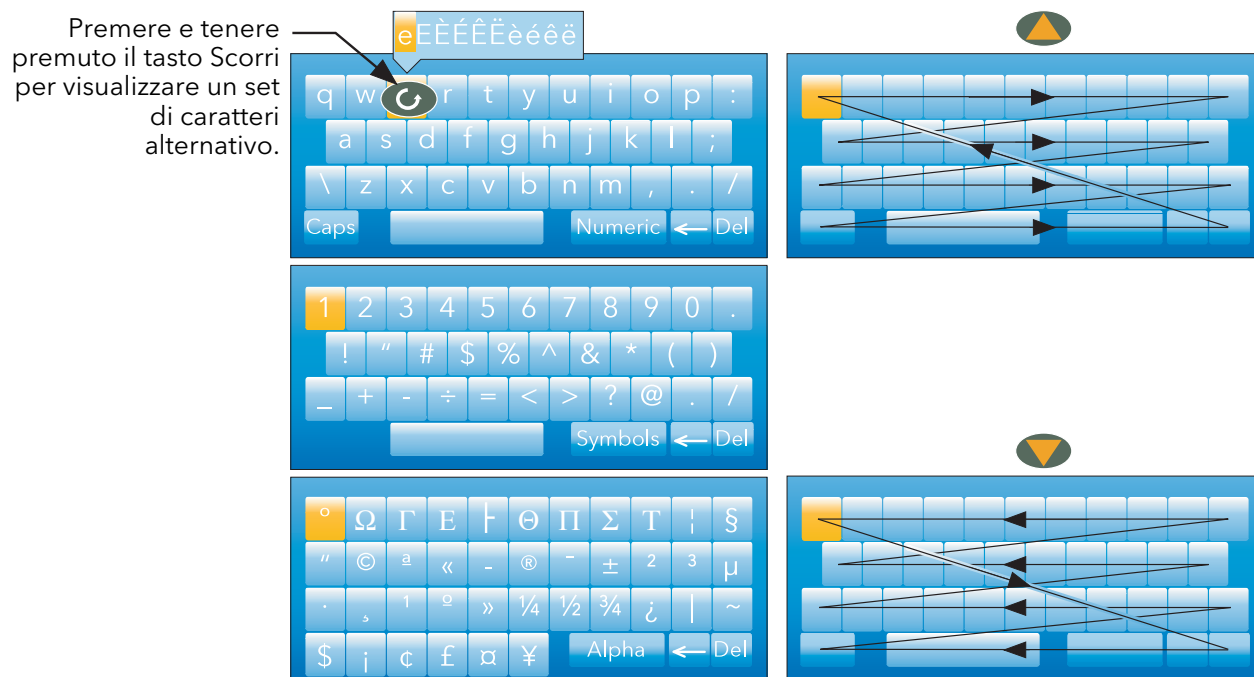 Premere e tenere
premuto il tasto Scorri
per visualizzare un set
di caratteri
alternativo.
eEÈÉÊËèéêë
q w r t y u i o p :
a s d f g h j k l ;
\ z x c v b n m , . /
Caps Numeric ← Del
1 2 3 4 5 6 7 8 9 0 .
! “ # $ % ^ & * ( )
_ + - ÷ = < > ? @ . /
Symbols ← Del
° Ω Γ Ε ├ Θ Π Σ Τ ¦ §
“ © ª « - ® ¯ ± ² ³ µ
· ¸ ¹ º » ¼ ½ ¾ ¿ | ~
$ ¡ ¢ £ ¤ ¥ Alpha ← Del